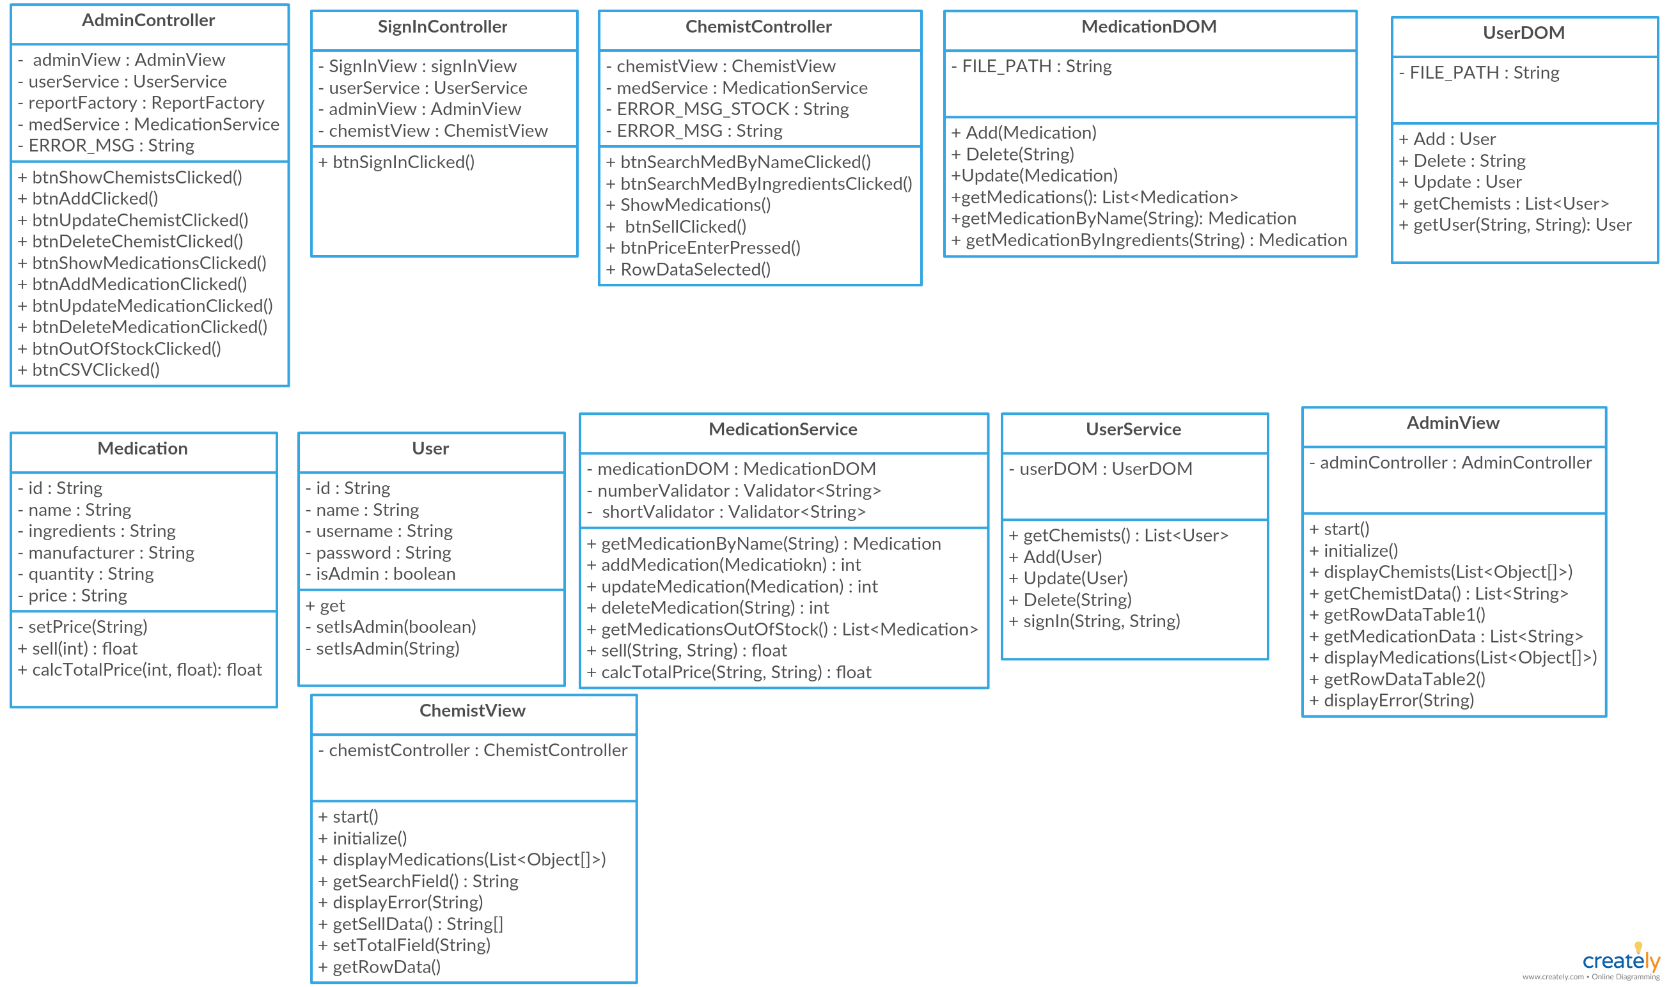 AdminController
- adminView : AdminView
- userService : UserService
- reportFactory : ReportFactory
- medService : MedicationService
- ERROR_MSG : String
+ btnShowChemistsClicked()
+ btnAddClicked()
+ btnUpdateChemistClicked()
+ btnDeleteChemistClicked()
+ btnShowMedicationsClicked()
+ btnAddMedicationClicked()
+ btnUpdateMedicationClicked()
+ btnDeleteMedicationClicked()
+ btnOutOfStockClicked()
+ btnCSVClicked()
SignInController
- SignInView : signInView
- userService : UserService
- adminView : AdminView
- chemistView : ChemistView
+ btnSignInClicked()
ChemistController
- chemistView : ChemistView
- medService : MedicationService
- ERROR_MSG_STOCK : String
- ERROR_MSG : String
+ btnSearchMedByNameClicked()
+ btnSearchMedByIngredientsClicked()
+ ShowMedications()
+ btnSellClicked()
+ btnPriceEnterPressed()
+ RowDataSelected()
MedicationDOM
- FILE_PATH : String
+ Add(Medication)
+ Delete(String)
+Update(Medication)
+getMedications(): List<Medication>
+getMedicationByName(String): Medication
+ getMedicationByIngredients(String) : Medication
UserDOM
- FILE_PATH : String
+ Add : User
+ Delete : String
+ Update : User
+ getChemists : List<User>
+ getUser(String, String): User
Medication
- id : String
- name : String
- ingredients : String
- manufacturer : String
- quantity : String
- price : String
- setPrice(String)
+ sell(int) : float
+ calcTotalPrice(int, float): float
User
- id : String
- name : String
- username : String
- password : String
- isAdmin : boolean
+ get
- setIsAdmin(boolean)
- setIsAdmin(String)
MedicationService
- medicationDOM : MedicationDOM
- numberValidator : Validator<String>
- shortValidator : Validator<String>
+ getMedicationByName(String) : Medication
+ addMedication(Medicatiokn) : int
+ updateMedication(Medication) : int
+ deleteMedication(String) : int
+ getMedicationsOutOfStock() : List<Medication>
+ sell(String, String) : float
+ calcTotalPrice(String, String) : float
UserService
- userDOM : UserDOM
+ getChemists() : List<User>
+ Add(User)
+ Update(User)
+ Delete(String)
+ signIn(String, String)
AdminView
- adminController : AdminController
+ start()
+ initialize()
+ displayChemists(List<Object[]>)
+ getChemistData() : List<String>
+ getRowDataTable1()
+ getMedicationData : List<String>
+ displayMedications(List<Object[]>)
+ getRowDataTable2()
+ displayError(String)
ChemistView
- chemistController : ChemistController
+ start()
+ initialize()
+ displayMedications(List<Object[]>)
+ getSearchField() : String
+ displayError(String)
+ getSellData() : String[]
+ setTotalField(String)
+ getRowData()
creately
www.creately.com • Online Diagramming